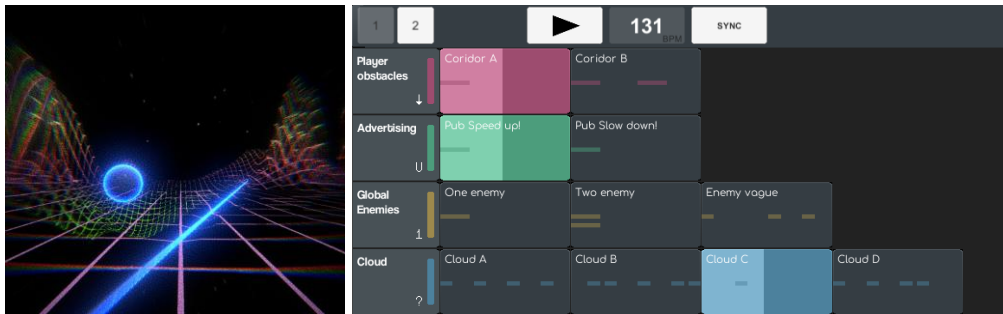 1
2
131
BPM
SYNC
Player
obstacles
↓
Coridor A
Coridor B
Advertising
U
Pub Speed up!
Pub Slow down!
Global
Enemies
1
One enemy
Two enemy
Enemy vague
Cloud
?
Cloud A
Cloud B
Cloud C
Cloud D